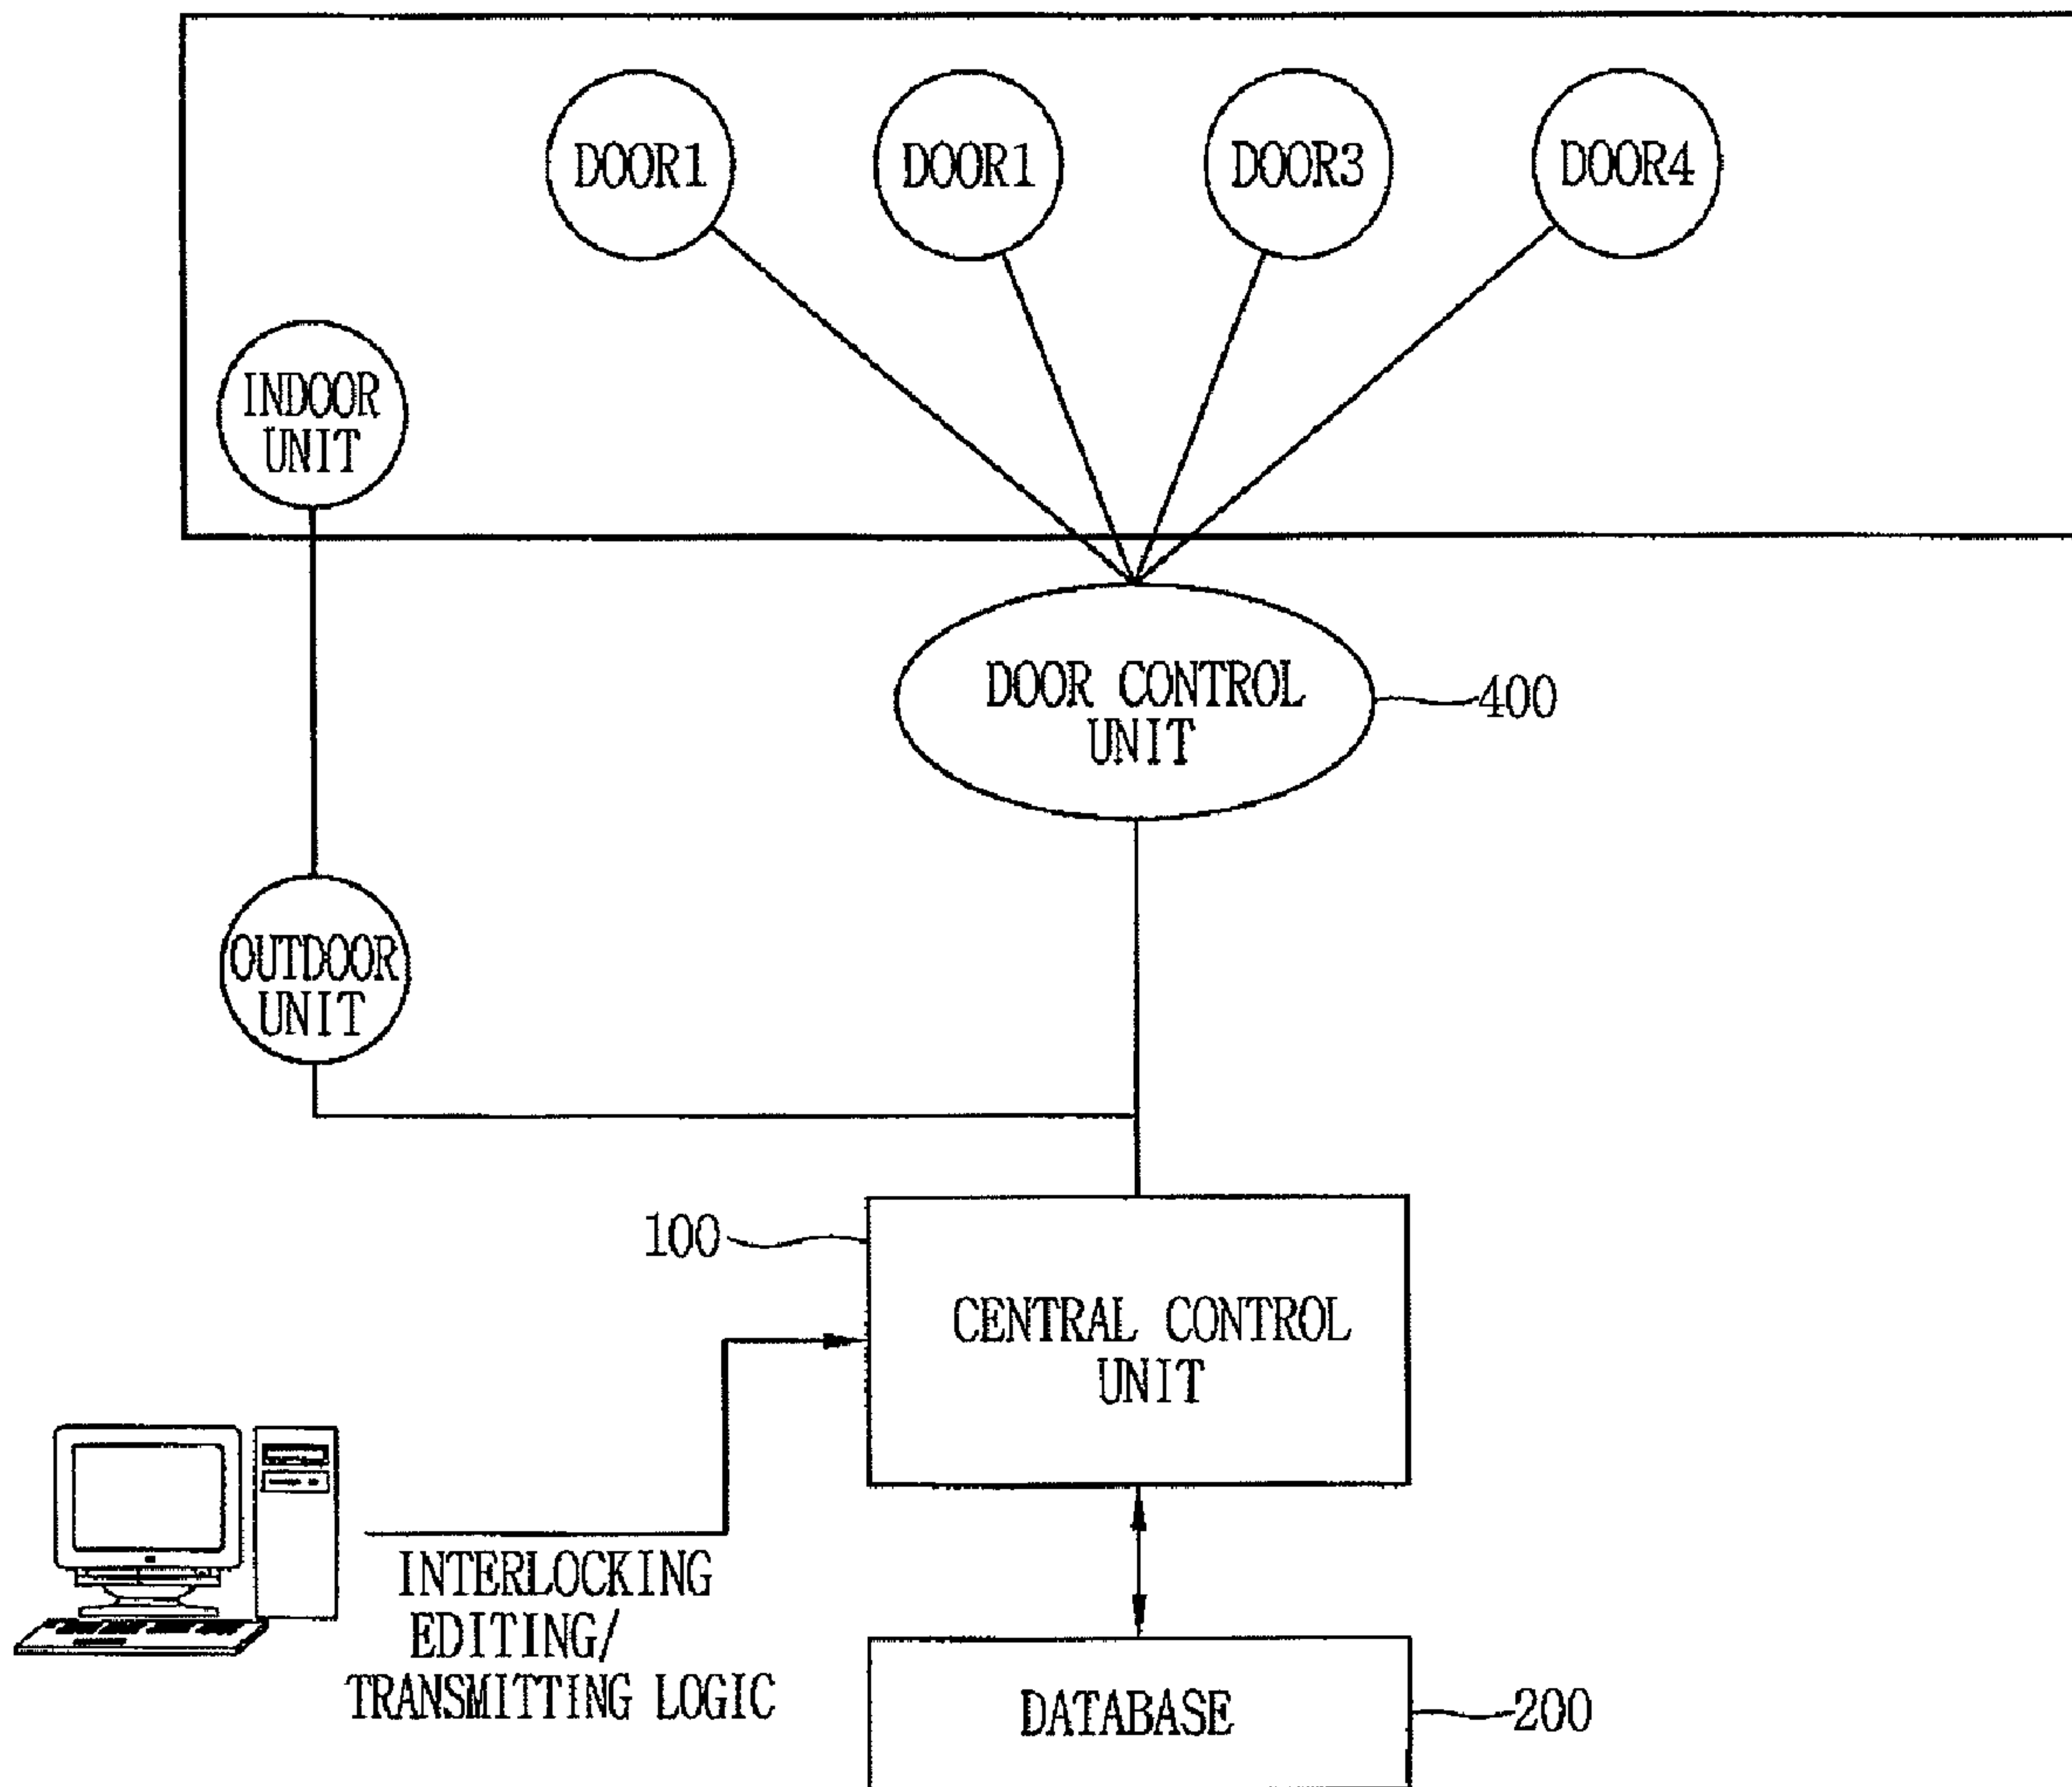 DOOR1
DOOR1
DOOR3
DOOR4
INDOOR
UNIT
DOOR CONTROL
UNIT
400
OUTDOOR
UNIT
100
CENTRAL CONTROL
UNIT
INTERLOCKING
EDITING/
TRANSMITTING LOGIC
DATABASE
200